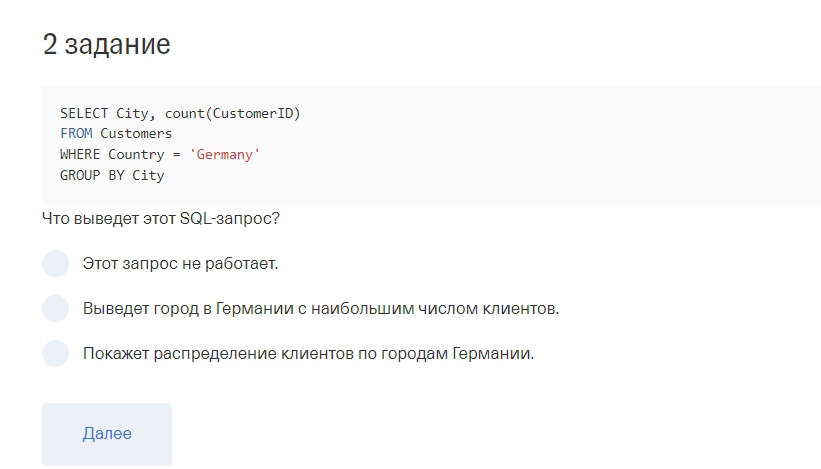 2 задание
SELECT City, count(CustomerID)
FROM Customers
WHERE Country = 'Germany'
GROUP BY City
Что выведет этот SQL-запрос?
Этот запрос не работает.
Выведет город в Германии с наибольшим числом клиентов.
Покажет распределение клиентов по городам Германии.
Далее